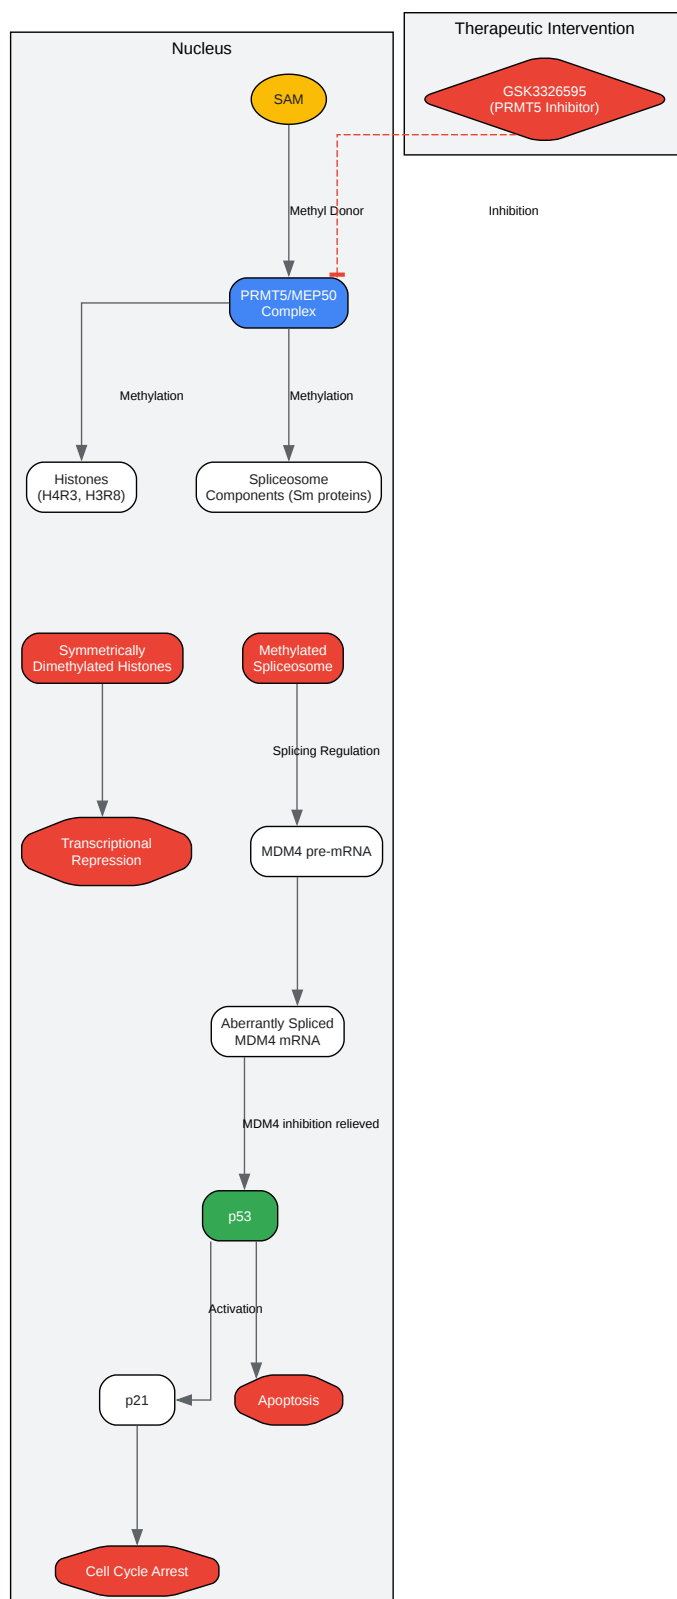 Therapeutic Intervention
Nucleus
SAM
GSK3326595
(PRMT5 Inhibitor)
Methyl Donor
Inhibition
PRMT5/MEP50
Complex
Methylation
Methylation
Histones
(H4R3, H3R8)
Spliceosome
Components (Sm proteins)
Symmetrically
Dimethylated Histones
Methylated
Spliceosome
Splicing Regulation
Transcriptional
Repression
MDM4 pre-mRNA
Aberrantly Spliced
MDM4 mRNA
MDM4 inhibition relieved
p53
Activation
p21
Apoptosis
Cell Cycle Arrest